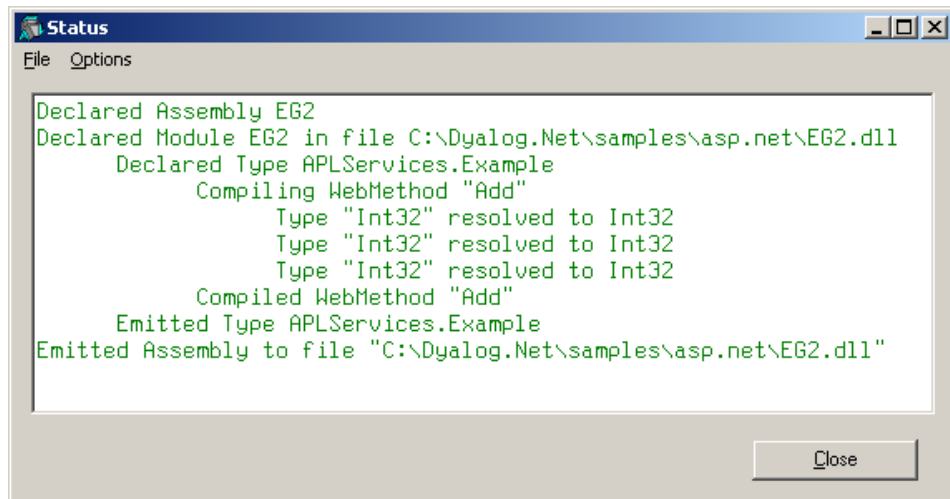 Status
File Options
Declared Assembly EG2
Declared Module EG2 in file C:\Dyalog.Net\samples\asp.net\EG2.dll
Declared Type APLServices.Example
Compiling WebMethod "Add"
Type "Int32" resolved to Int32
Type "Int32" resolved to Int32
Type "Int32" resolved to Int32
Compiled WebMethod "Add"
Emitted Type APLServices.Example
Emitted Assembly to file "C:\Dyalog.Net\samples\asp.net\EG2.dll"
Close